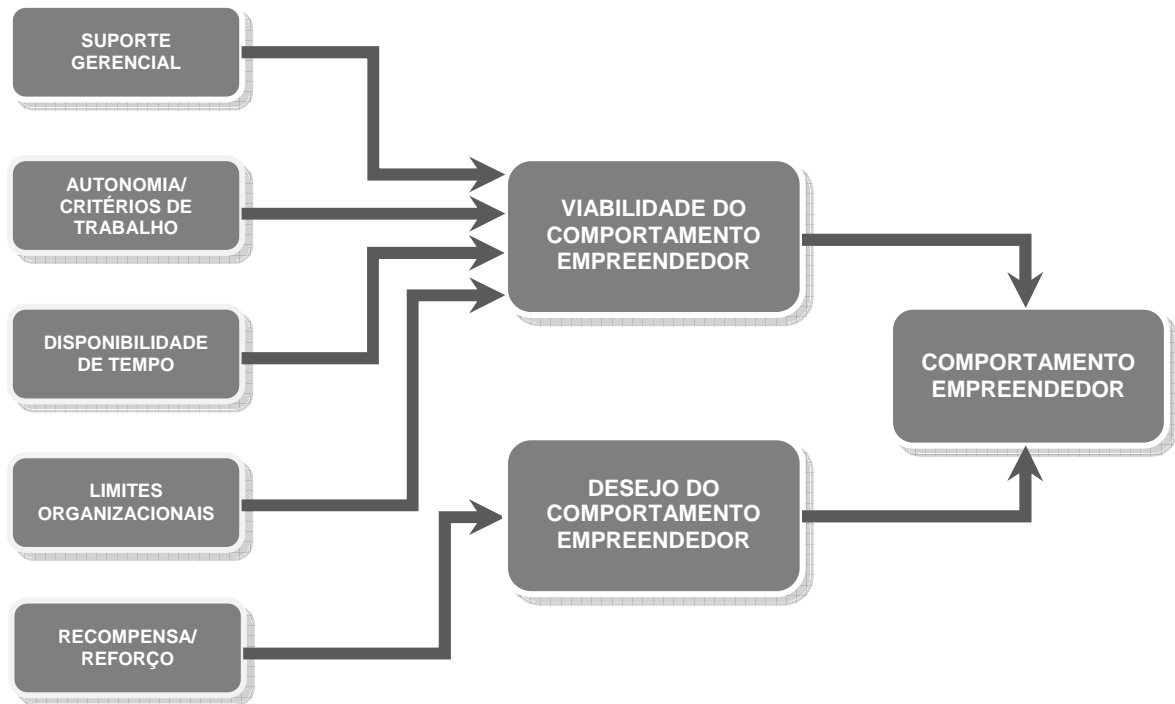 SUPORTE
GERENCIAL
AUTONOMIA/
CRITÉRIOS DE
TRABALHO
DISPONIBILIDADE
DE TEMPO
LIMITES
ORGANIZACIONAIS
RECOMPENSA/
REFORÇO
VIABILIDADE DO
COMPORTAMENTO
EMPREENDEDOR
DESEJO DO
COMPORTAMENTO
EMPREENDEDOR
COMPORTAMENTO
EMPREENDEDOR